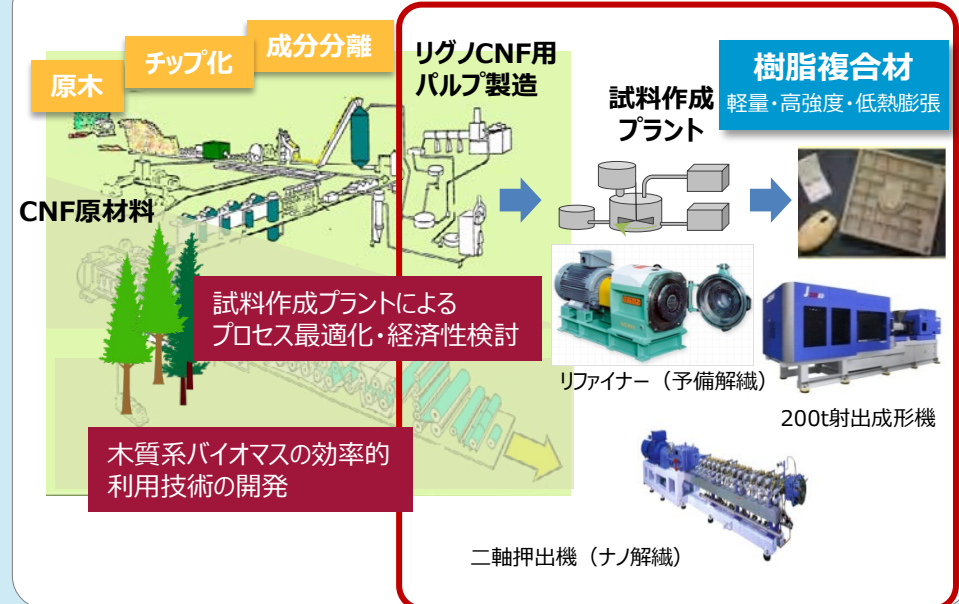 原木
チップ化
成分分離
リグノCNF用
パルプ製造
試料作成
プラント
樹脂複合材
軽量・高強度・低熱膨張
CNF原材料
試料作成プラントによる
プロセス最適化・経済性検討
リファイナー（予備解繊）
200t射出成形機
木質系バイオマスの効率的
利用技術の開発
二軸押出機（ナノ解繊）